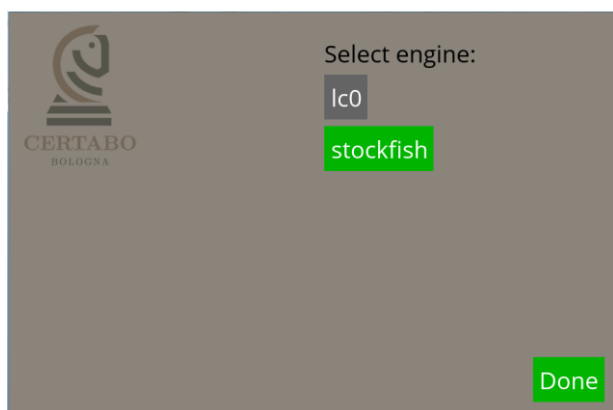 CERTABO
BOLOGNA
Select engine:
lc0
stockfish
Done